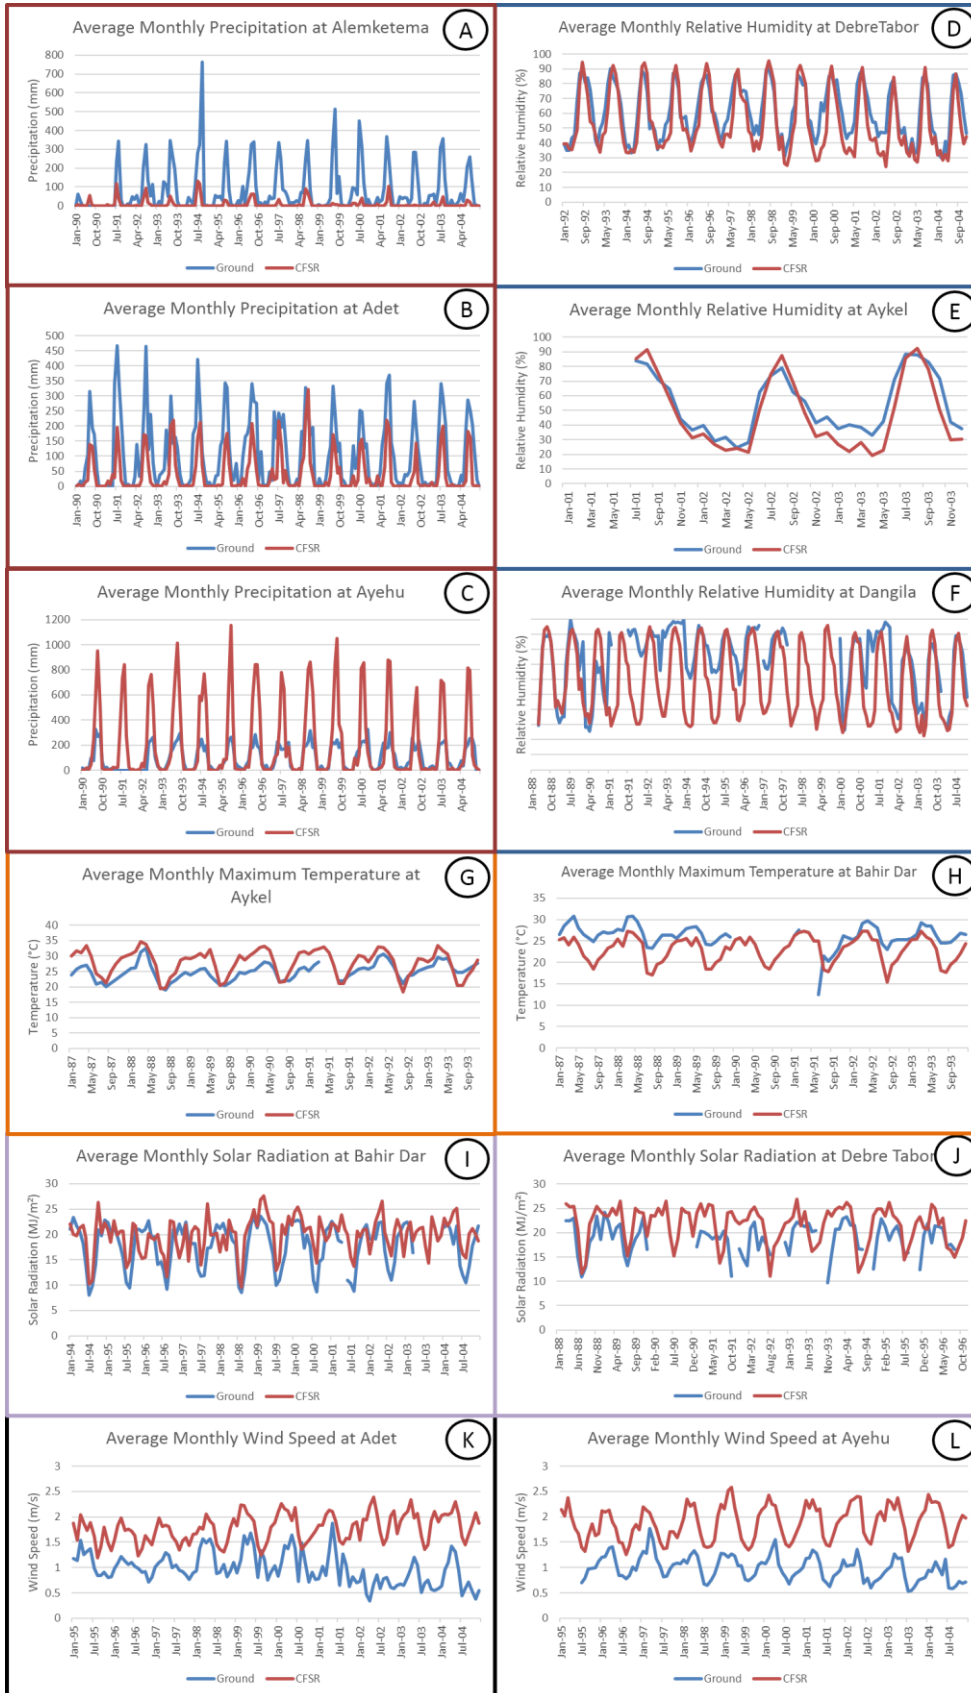 Average Monthly Precipitation at Alemketema
A
Precipitation (mm)
800
700
600
500
400
300
200
100
0
Jan-90 Oct-90 Jul-91 Apr-92 Jan-93 Oct-93 Jul-94 Apr-95 Jan-96 Oct-96 Jul-97 Apr-98 Jan-99 Oct-99 Jul-00 Apr-01 Jan-02 Oct-02 Jul-03 Apr-04
Ground CFSR
Average Monthly Relative Humidity at DebreTabor
D
Relative Humidity (%)
100
90
80
70
60
50
40
30
20
10
0
Jan-92 Sep-92 May-93 Jan-94 Sep-94 May-95 Jan-96 Sep-96 May-97 Jan-98 Sep-98 May-99 Jan-00 Sep-00 May-01 Jan-02 Sep-02 May-03 Jan-04 Sep-04
Ground CFSR
Average Monthly Precipitation at Adet
B
Precipitation (mm)
500
450
400
350
300
250
200
150
100
50
0
Jan-90 Oct-90 Jul-91 Apr-92 Jan-93 Oct-93 Jul-94 Apr-95 Jan-96 Oct-96 Jul-97 Apr-98 Jan-99 Oct-99 Jul-00 Apr-01 Jan-02 Oct-02 Jul-03 Apr-04
Ground CFSR
Average Monthly Relative Humidity at Aykel
E
Relative Humidity (%)
100
90
80
70
60
50
40
30
20
10
0
Jan-01 Mar-01 May-01 Jul-01 Sep-01 Nov-01 Jan-02 Mar-02 May-02 Jul-02 Sep-02 Nov-02 Jan-03 Mar-03 May-03 Jul-03 Sep-03 Nov-03
Ground CFSR
Average Monthly Precipitation at Ayehu
C
Precipitation (mm)
1200
1000
800
600
400
200
0
Jan-90 Oct-90 Jul-91 Apr-92 Jan-93 Oct-93 Jul-94 Apr-95 Jan-96 Oct-96 Jul-97 Apr-98 Jan-99 Oct-99 Jul-00 Apr-01 Jan-02 Oct-02 Jul-03 Apr-04
Ground CFSR
Average Monthly Relative Humidity at Dangila
F
Relative Humidity (%)
Jan-88 Oct-88 Jul-89 Apr-90 Jan-91 Oct-91 Jul-92 Apr-93 Jan-94 Oct-94 Jul-95 Apr-96 Jan-97 Oct-97 Jul-98 Apr-99 Jan-00 Oct-00 Jul-01 Apr-02 Jan-03 Oct-03 Jul-04
Ground CFSR
Average Monthly Maximum Temperature at
Aykel
G
Temperature (°C)
40
35
30
25
20
15
10
5
0
Jan-87 May-87 Sep-87 Jan-88 May-88 Sep-88 Jan-89 May-89 Sep-89 Jan-90 May-90 Sep-90 Jan-91 May-91 Sep-91 Jan-92 May-92 Sep-92 Jan-93 May-93 Sep-93
Ground CFSR
Average Monthly Maximum Temperature at Bahir Dar
H
Temperature (°C)
35
30
25
20
15
10
5
0
Jan-87 May-87 Sep-87 Jan-88 May-88 Sep-88 Jan-89 May-89 Sep-89 Jan-90 May-90 Sep-90 Jan-91 May-91 Sep-91 Jan-92 May-92 Sep-92 Jan-93 May-93 Sep-93
Ground CFSR
Average Monthly Solar Radiation at Bahir Dar
I
Solar Radiation (MJ/m²)
30
25
20
15
10
5
0
Jan-94 Jul-94 Jan-95 Jul-95 Jan-96 Jul-96 Jan-97 Jul-97 Jan-98 Jul-98 Jan-99 Jul-99 Jan-00 Jul-00 Jan-01 Jul-01 Jan-02 Jul-02 Jan-03 Jul-03 Jan-04 Jul-04
Ground CFSR
Average Monthly Solar Radiation at Debre Tabor
J
Solar Radiation (MJ/m²)
30
25
20
15
10
5
0
Jan-88 Jun-88 Nov-88 Apr-89 Sep-89 Feb-90 Jul-90 Dec-90 May-91 Oct-91 Mar-92 Aug-92 Jan-93 Jun-93 Nov-93 Apr-94 Sep-94 Feb-95 Jul-95 Dec-95 May-96 Oct-96
Ground CFSR
Average Monthly Wind Speed at Adet
K
Wind Speed (m/s)
3
2.5
2
1.5
1
0.5
0
Jan-95 Jul-95 Jan-96 Jul-96 Jan-97 Jul-97 Jan-98 Jul-98 Jan-99 Jul-99 Jan-00 Jul-00 Jan-01 Jul-01 Jan-02 Jul-02 Jan-03 Jul-03 Jan-04 Jul-04
Ground CFSR
Average Monthly Wind Speed at Ayehu
L
Wind Speed (m/s)
3
2.5
2
1.5
1
0.5
0
Jan-95 Jul-95 Jan-96 Jul-96 Jan-97 Jul-97 Jan-98 Jul-98 Jan-99 Jul-99 Jan-00 Jul-00 Jan-01 Jul-01 Jan-02 Jul-02 Jan-03 Jul-03 Jan-04 Jul-04
Ground CFSR